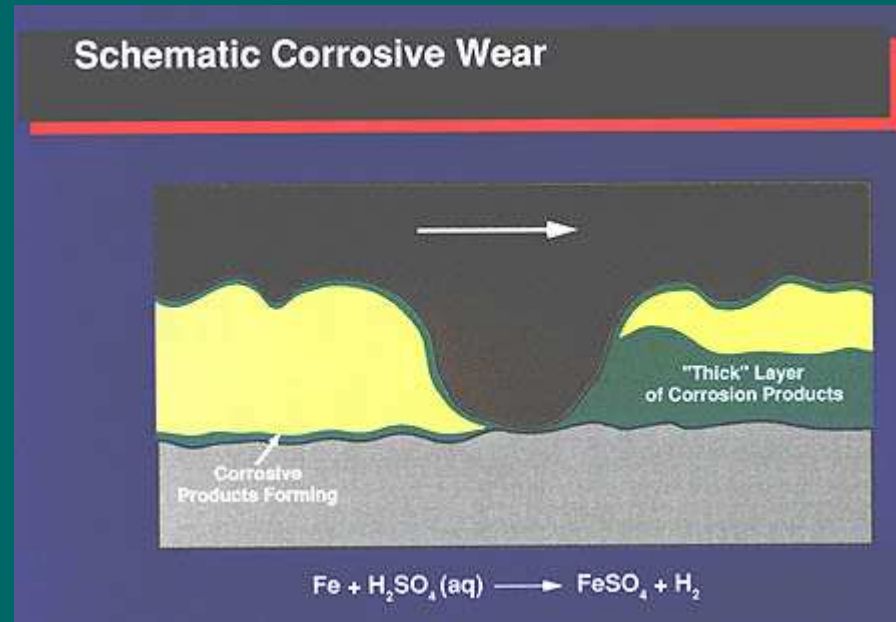 Schematic Corrosive Wear
"Thick" Layer
of Corrosion Products
Corrosive
Products Forming
Fe + H₂SO₄ (aq) ⟶ FeSO₄ + H₂